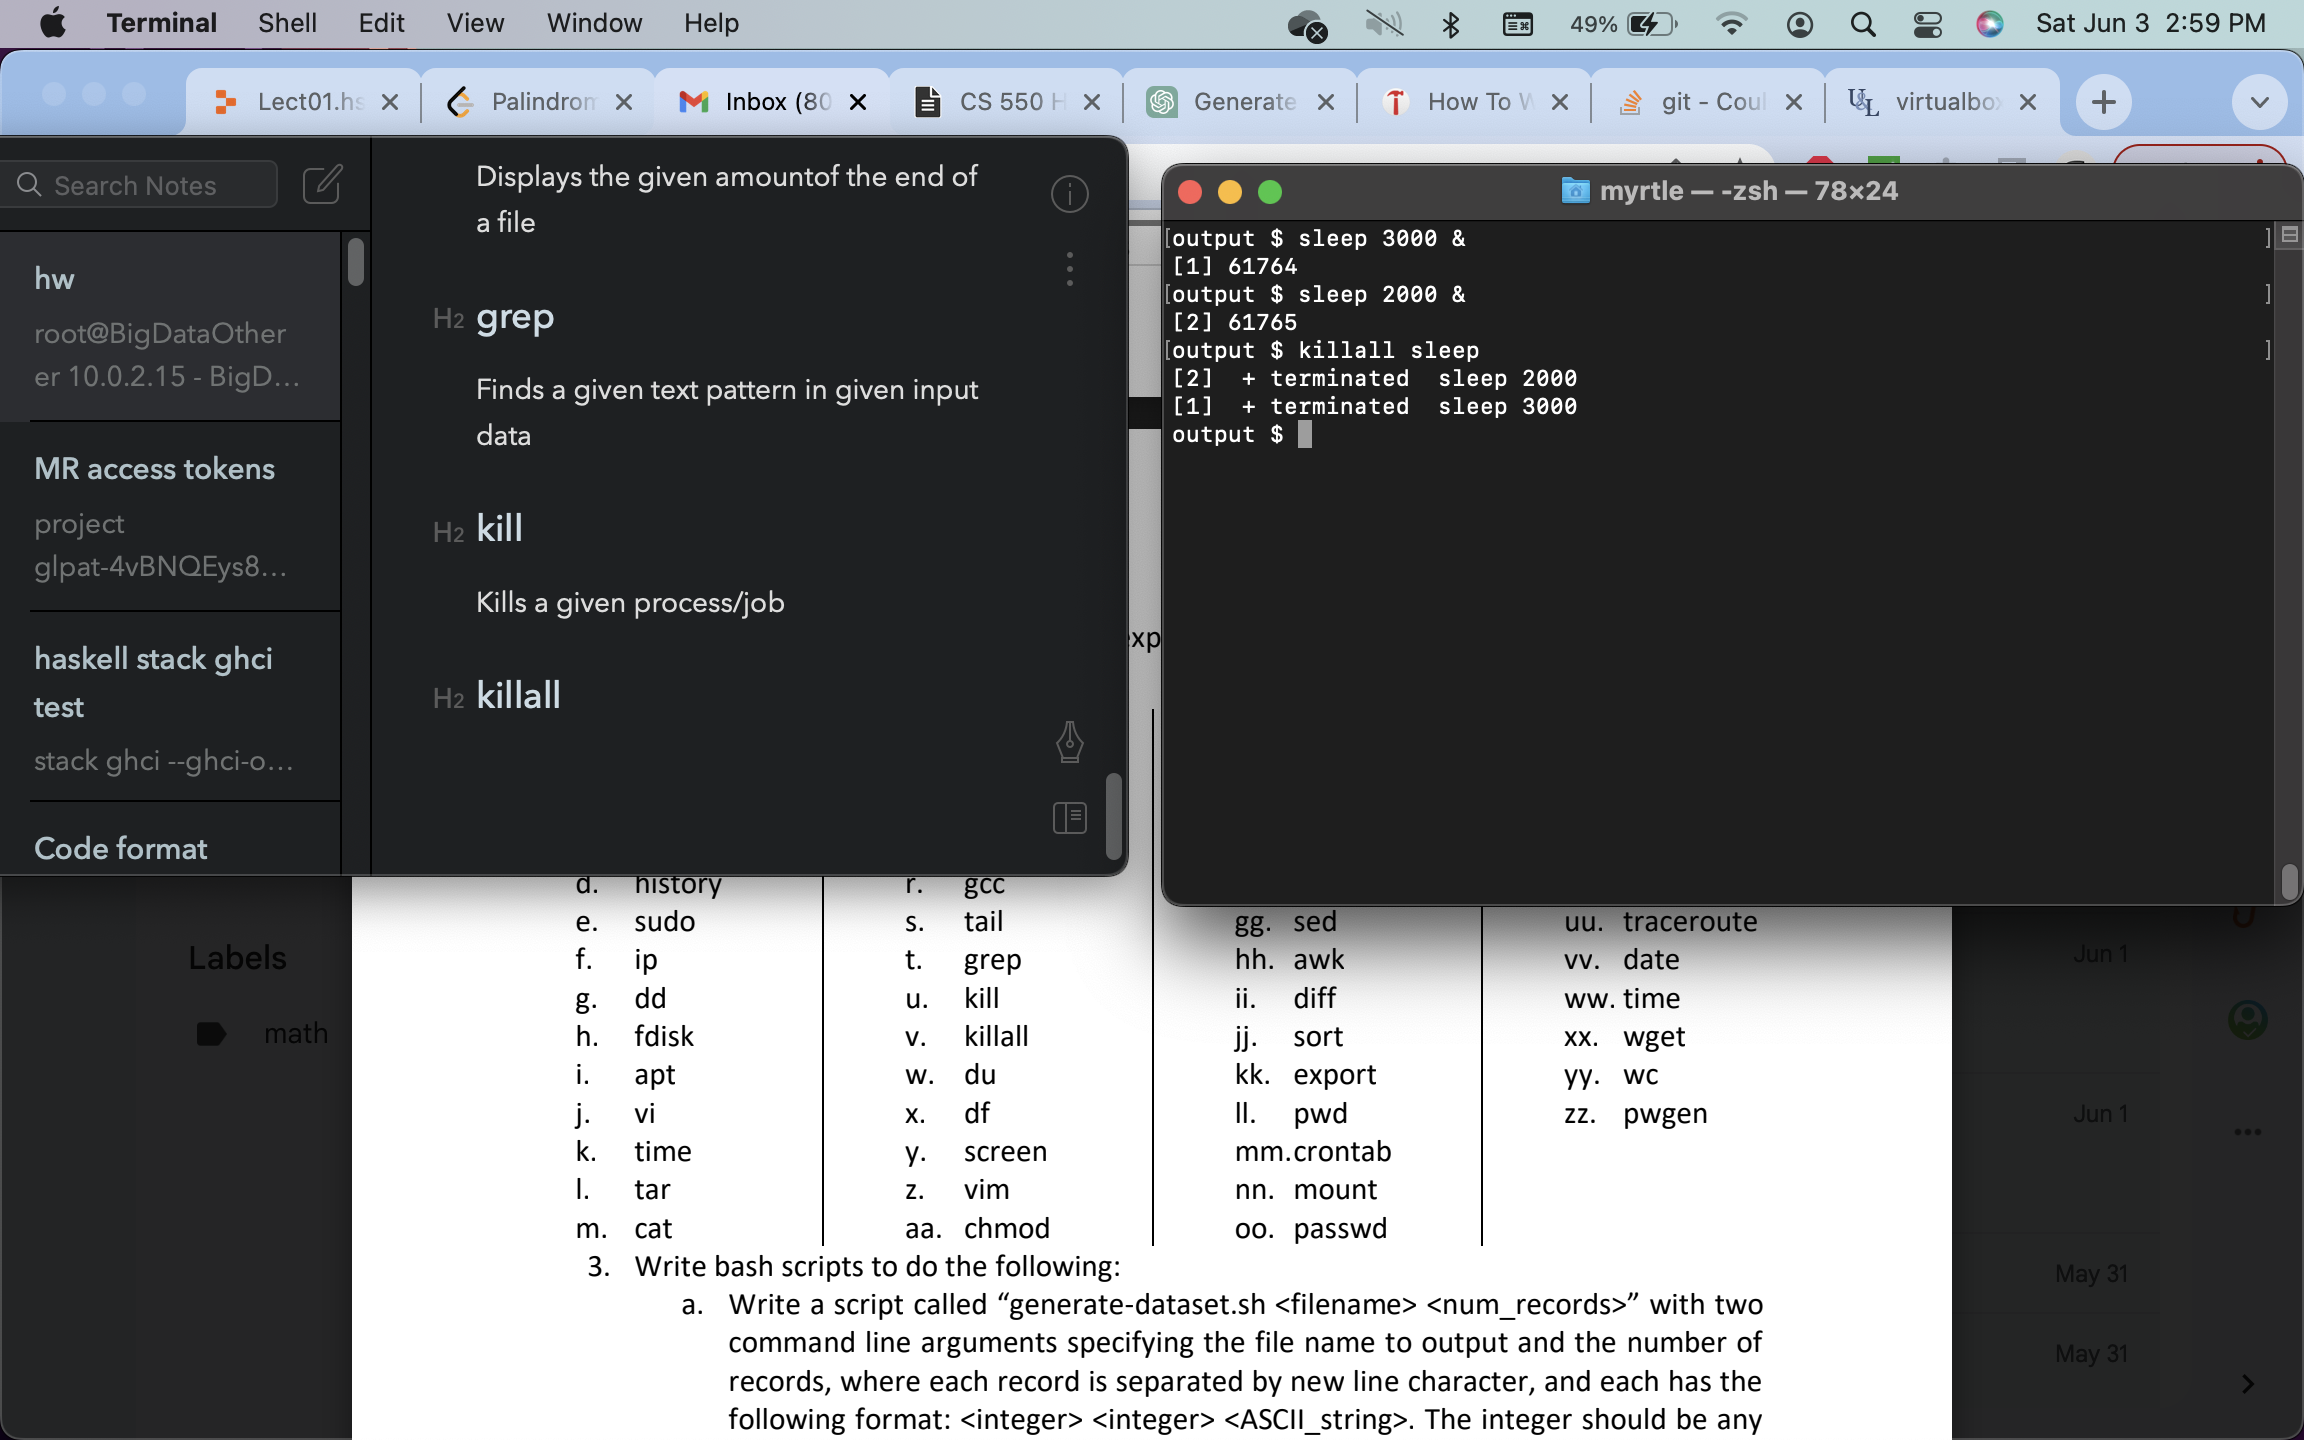 Terminal Shell Edit View Window Help 49% Sat Jun 3 2:59 PM
Lect01.hs Palindrom Inbox (80 CS 550 H Generate How To W git - Coul virtualbox
Search Notes
hw
root@BigDataOther
er 10.0.2.15 - BigD...
MR access tokens
project
glpat-4vBNQEys8...
haskell stack ghci
test
stack ghci --ghci-o...
Code format
Displays the given amountof the end of
a file
H2 grep
Finds a given text pattern in given input
data
H2 kill
Kills a given process/job
H2 killall
myrtle — -zsh — 78×24
[output $ sleep 3000 & ]
[1] 61764
[output $ sleep 2000 & ]
[2] 61765
[output $ killall sleep ]
[2] + terminated sleep 2000
[1] + terminated sleep 3000
output $
exp
Labels
math
d. history
e. sudo
f. ip
g. dd
h. fdisk
i. apt
j. vi
k. time
l. tar
m. cat
r. gcc
s. tail
t. grep
u. kill
v. killall
w. du
x. df
y. screen
z. vim
aa. chmod
gg. sed
hh. awk
ii. diff
jj. sort
kk. export
ll. pwd
mm. crontab
nn. mount
oo. passwd
uu. traceroute
vv. date
ww. time
xx. wget
yy. wc
zz. pwgen
3. Write bash scripts to do the following:
a. Write a script called “generate-dataset.sh <filename> <num_records>” with two
command line arguments specifying the file name to output and the number of
records, where each record is separated by new line character, and each has the
following format: <integer> <integer> <ASCII_string>. The integer should be any
Jun 1
Jun 1
May 31
May 31